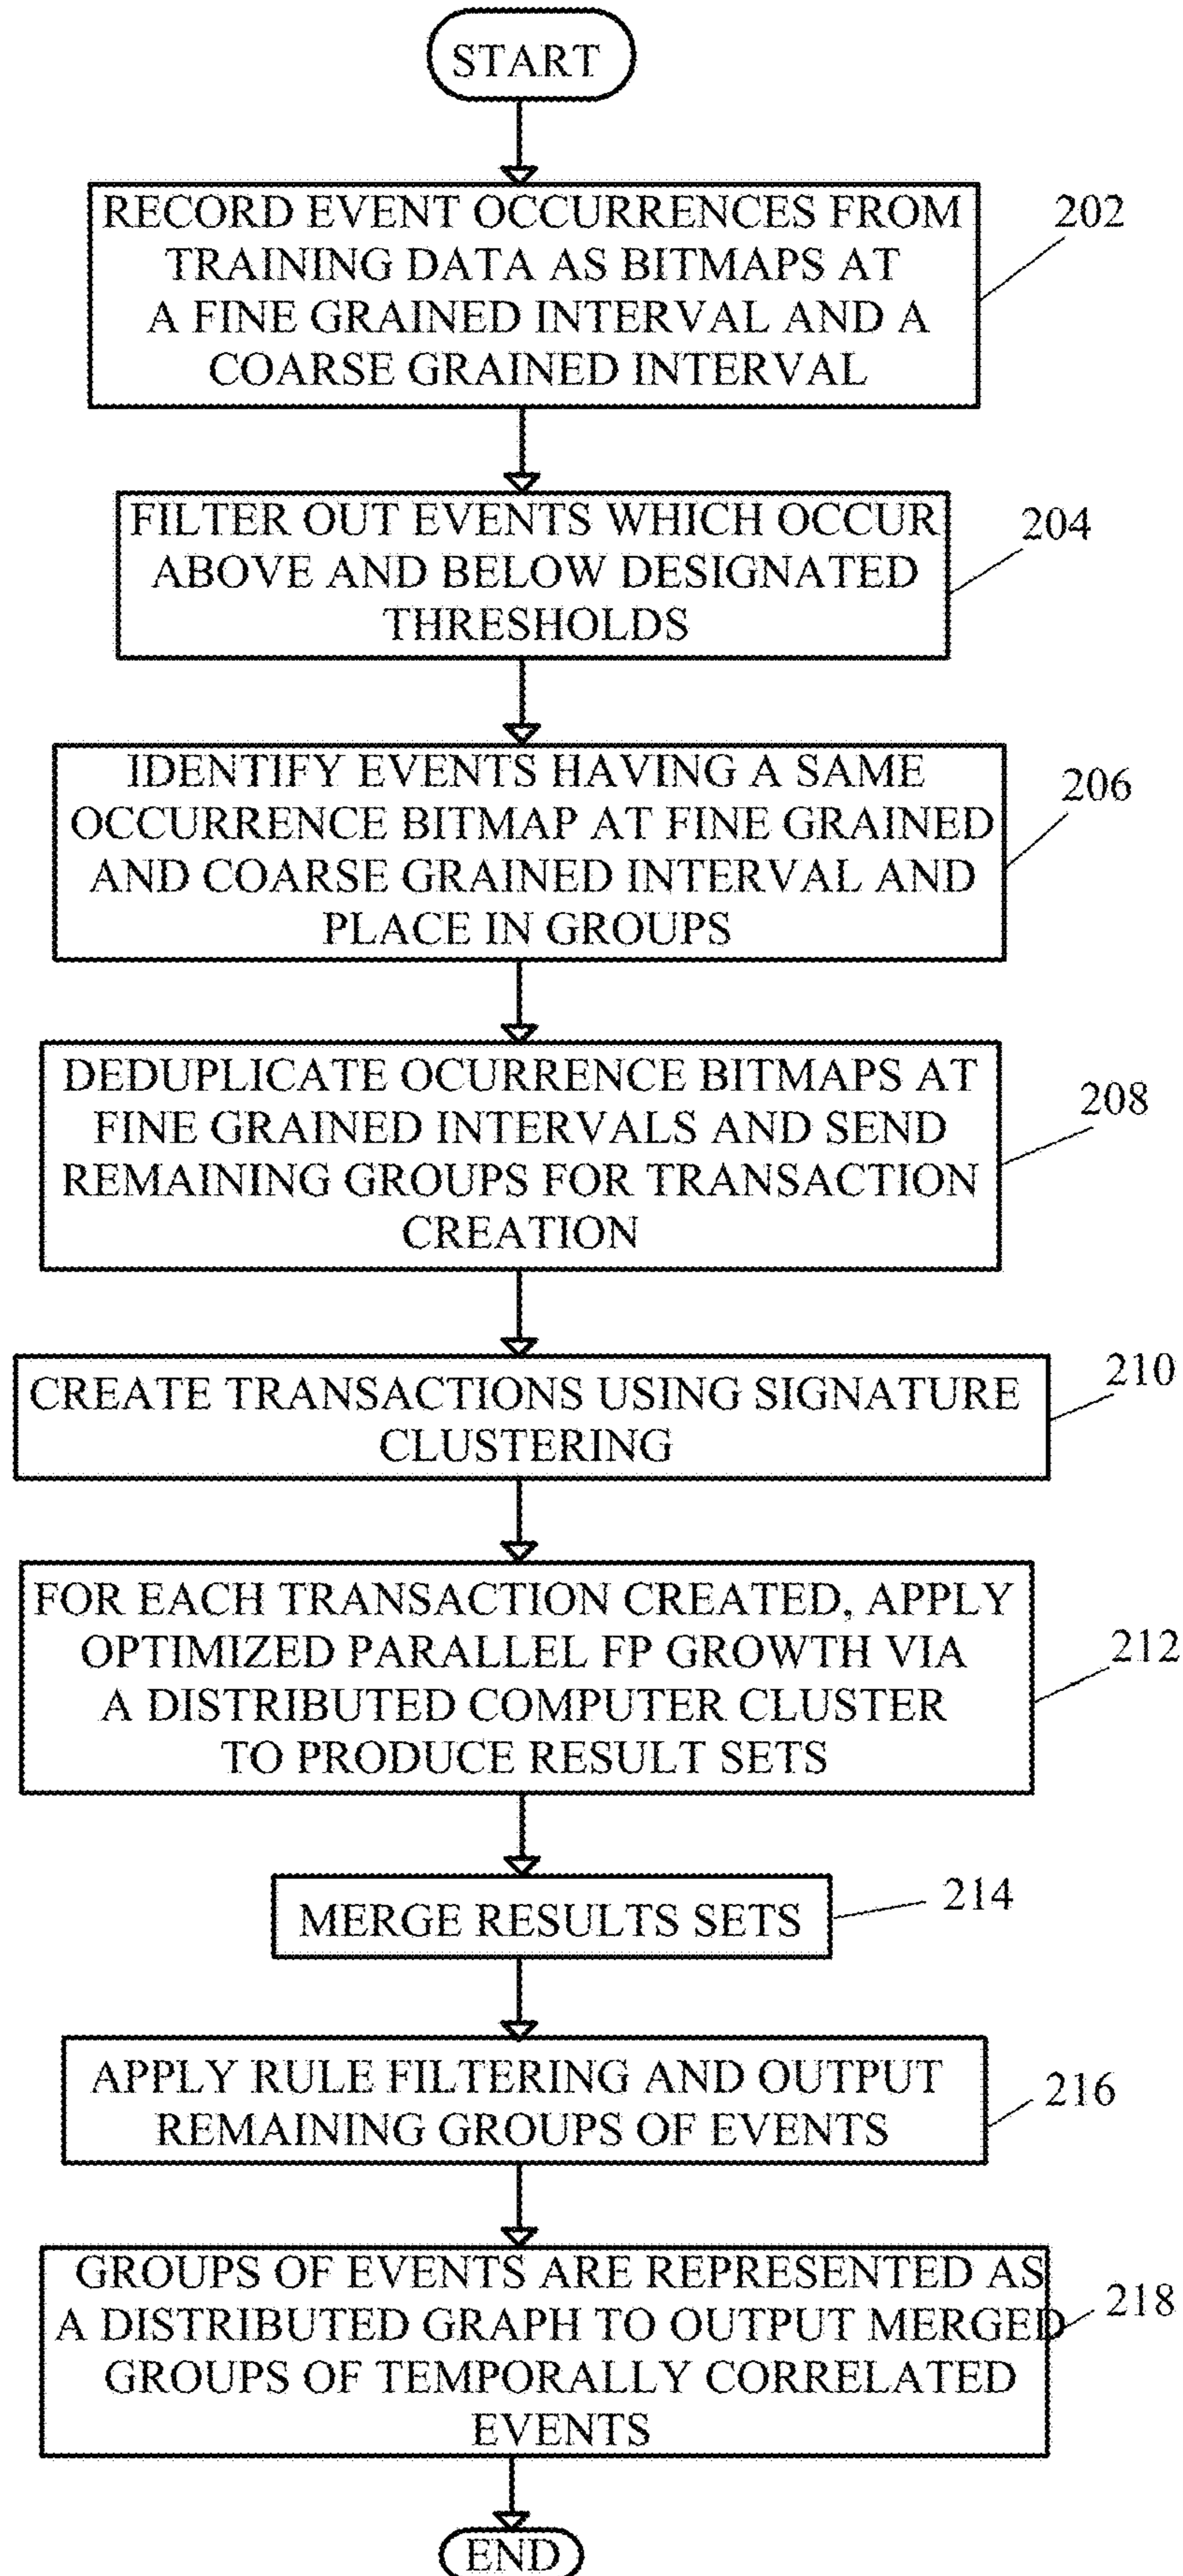 START
RECORD EVENT OCCURRENCES FROM
TRAINING DATA AS BITMAPS AT
A FINE GRAINED INTERVAL AND A
COARSE GRAINED INTERVAL
202
FILTER OUT EVENTS WHICH OCCUR
ABOVE AND BELOW DESIGNATED
THRESHOLDS
204
IDENTIFY EVENTS HAVING A SAME
OCCURRENCE BITMAP AT FINE GRAINED
AND COARSE GRAINED INTERVAL AND
PLACE IN GROUPS
206
DEDUPLICATE OCURRENCE BITMAPS AT
FINE GRAINED INTERVALS AND SEND
REMAINING GROUPS FOR TRANSACTION
CREATION
208
CREATE TRANSACTIONS USING SIGNATURE
CLUSTERING
210
FOR EACH TRANSACTION CREATED, APPLY
OPTIMIZED PARALLEL FP GROWTH VIA
A DISTRIBUTED COMPUTER CLUSTER
TO PRODUCE RESULT SETS
212
MERGE RESULTS SETS
214
APPLY RULE FILTERING AND OUTPUT
REMAINING GROUPS OF EVENTS
216
GROUPS OF EVENTS ARE REPRESENTED AS
A DISTRIBUTED GRAPH TO OUTPUT MERGED
GROUPS OF TEMPORALLY CORRELATED
EVENTS
218
END